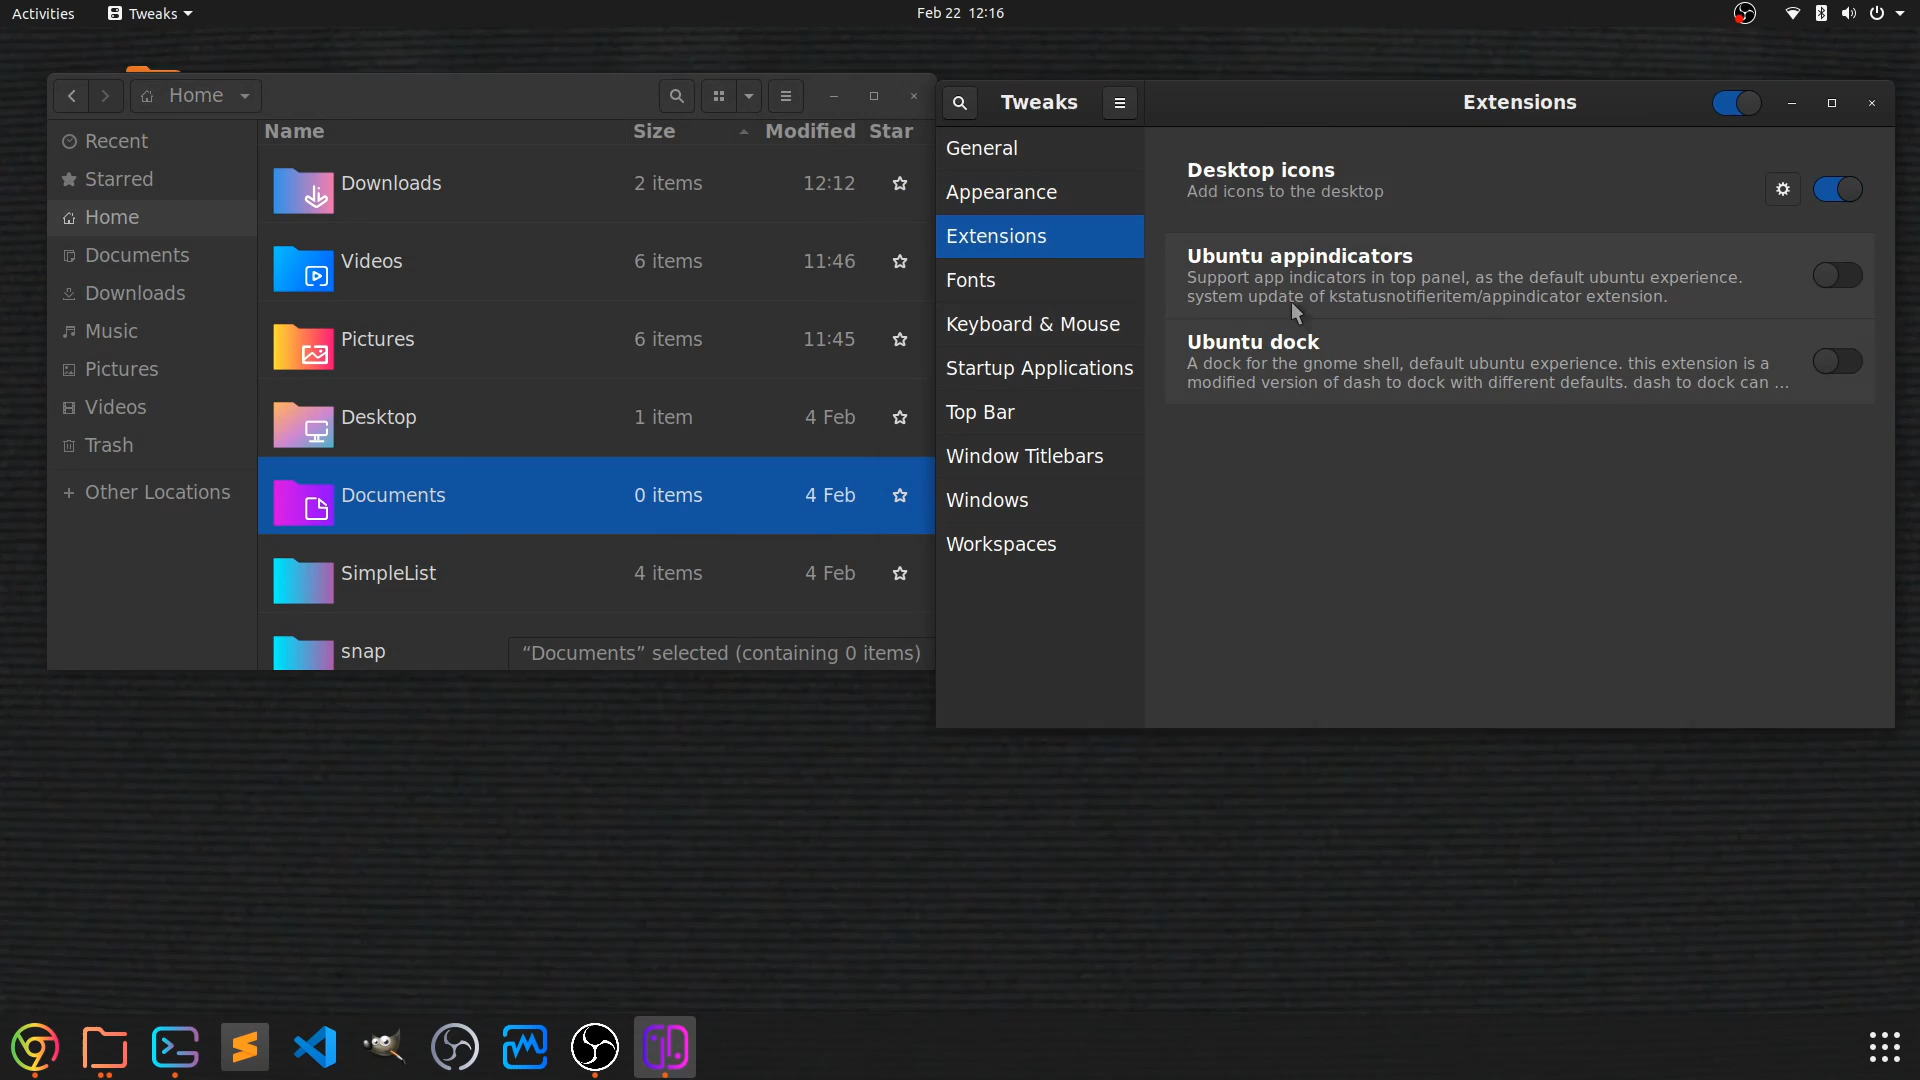 Activities
Tweaks
Feb 22 12:16
Home
Recent
Starred
Home
Documents
Downloads
Music
Pictures
Videos
Trash
Other Locations
Name Size Modified Star
Downloads 2 items 12:12
Videos 6 items 11:46
Pictures 6 items 11:45
Desktop 1 item 4 Feb
Documents 0 items 4 Feb
SimpleList 4 items 4 Feb
snap
“Documents” selected (containing 0 items)
Tweaks
Extensions
General
Appearance
Extensions
Fonts
Keyboard & Mouse
Startup Applications
Top Bar
Window Titlebars
Windows
Workspaces
Desktop icons
Add icons to the desktop
Ubuntu appindicators
Support app indicators in top panel, as the default ubuntu experience.
system update of kstatusnotifieritem/appindicator extension.
Ubuntu dock
A dock for the gnome shell, default ubuntu experience. this extension is a
modified version of dash to dock with different defaults. dash to dock can ...